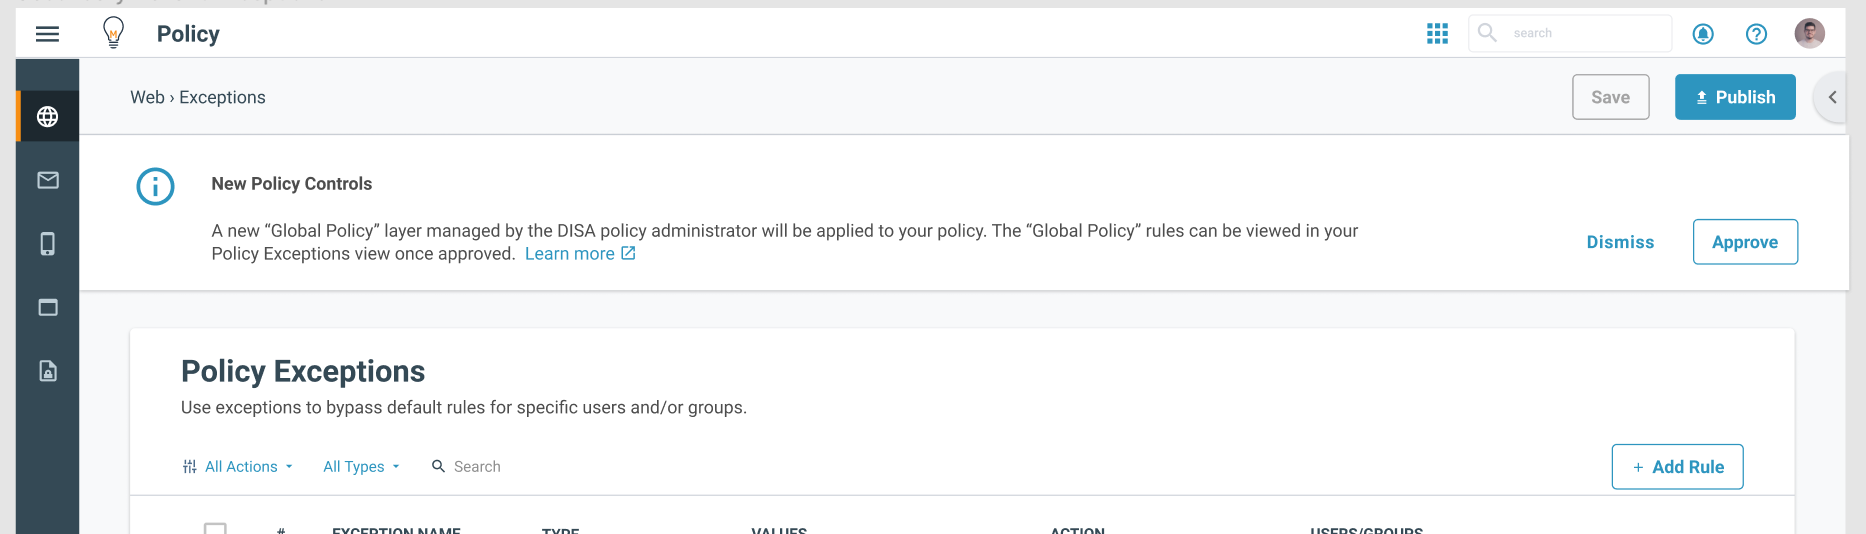 Policy
search
Web › Exceptions
Save
Publish
New Policy Controls
A new “Global Policy” layer managed by the DISA policy administrator will be applied to your policy. The “Global Policy” rules can be viewed in your
Policy Exceptions view once approved. Learn more
Dismiss
Approve
Policy Exceptions
Use exceptions to bypass default rules for specific users and/or groups.
All Actions
All Types
Search
+ Add Rule
# EXCEPTION NAME TYPE VALUES ACTION USERS/GROUPS